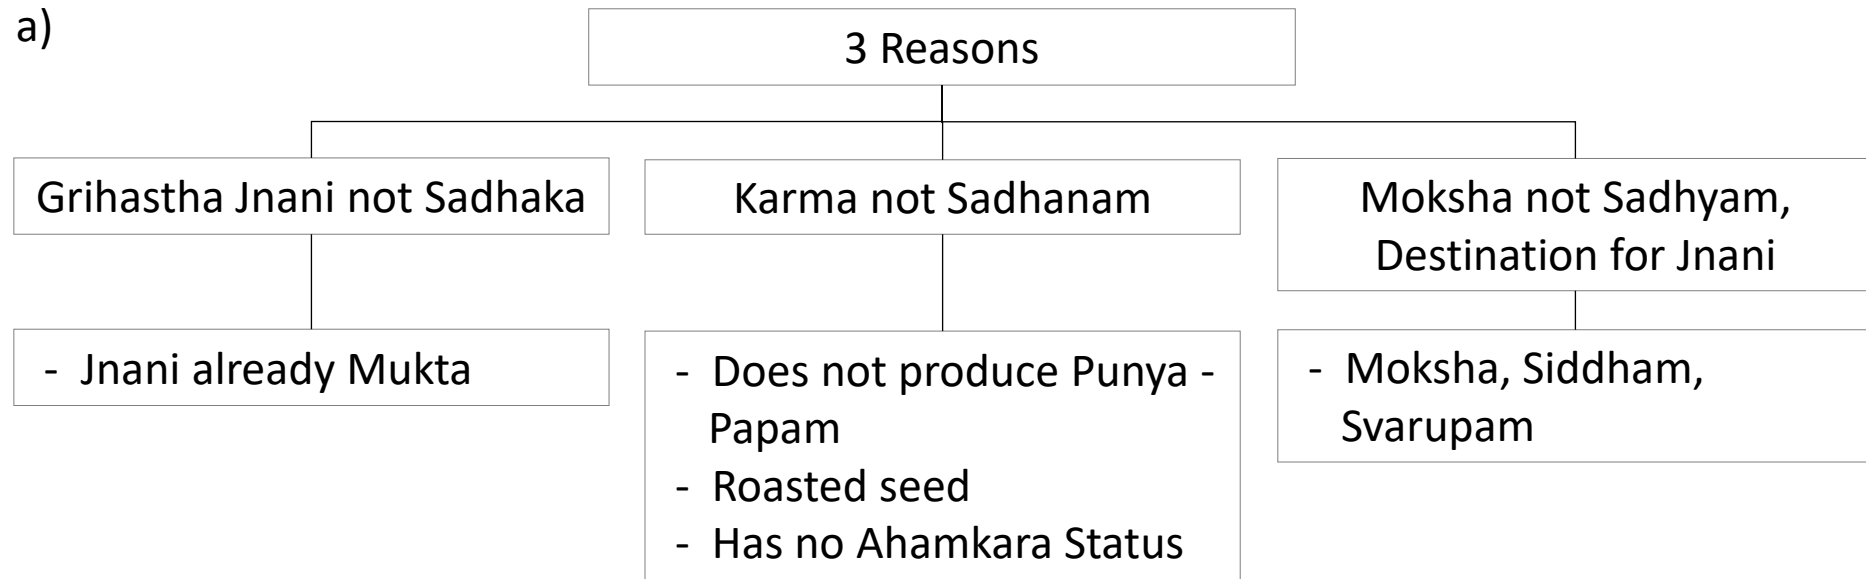 a)
3 Reasons
Grihastha Jnani not Sadhaka
Karma not Sadhanam
Moksha not Sadhyam,
Destination for Jnani
- Jnani already Mukta
- Does not produce Punya -
Papam
- Roasted seed
- Has no Ahamkara Status
- Moksha, Siddham,
Svarupam